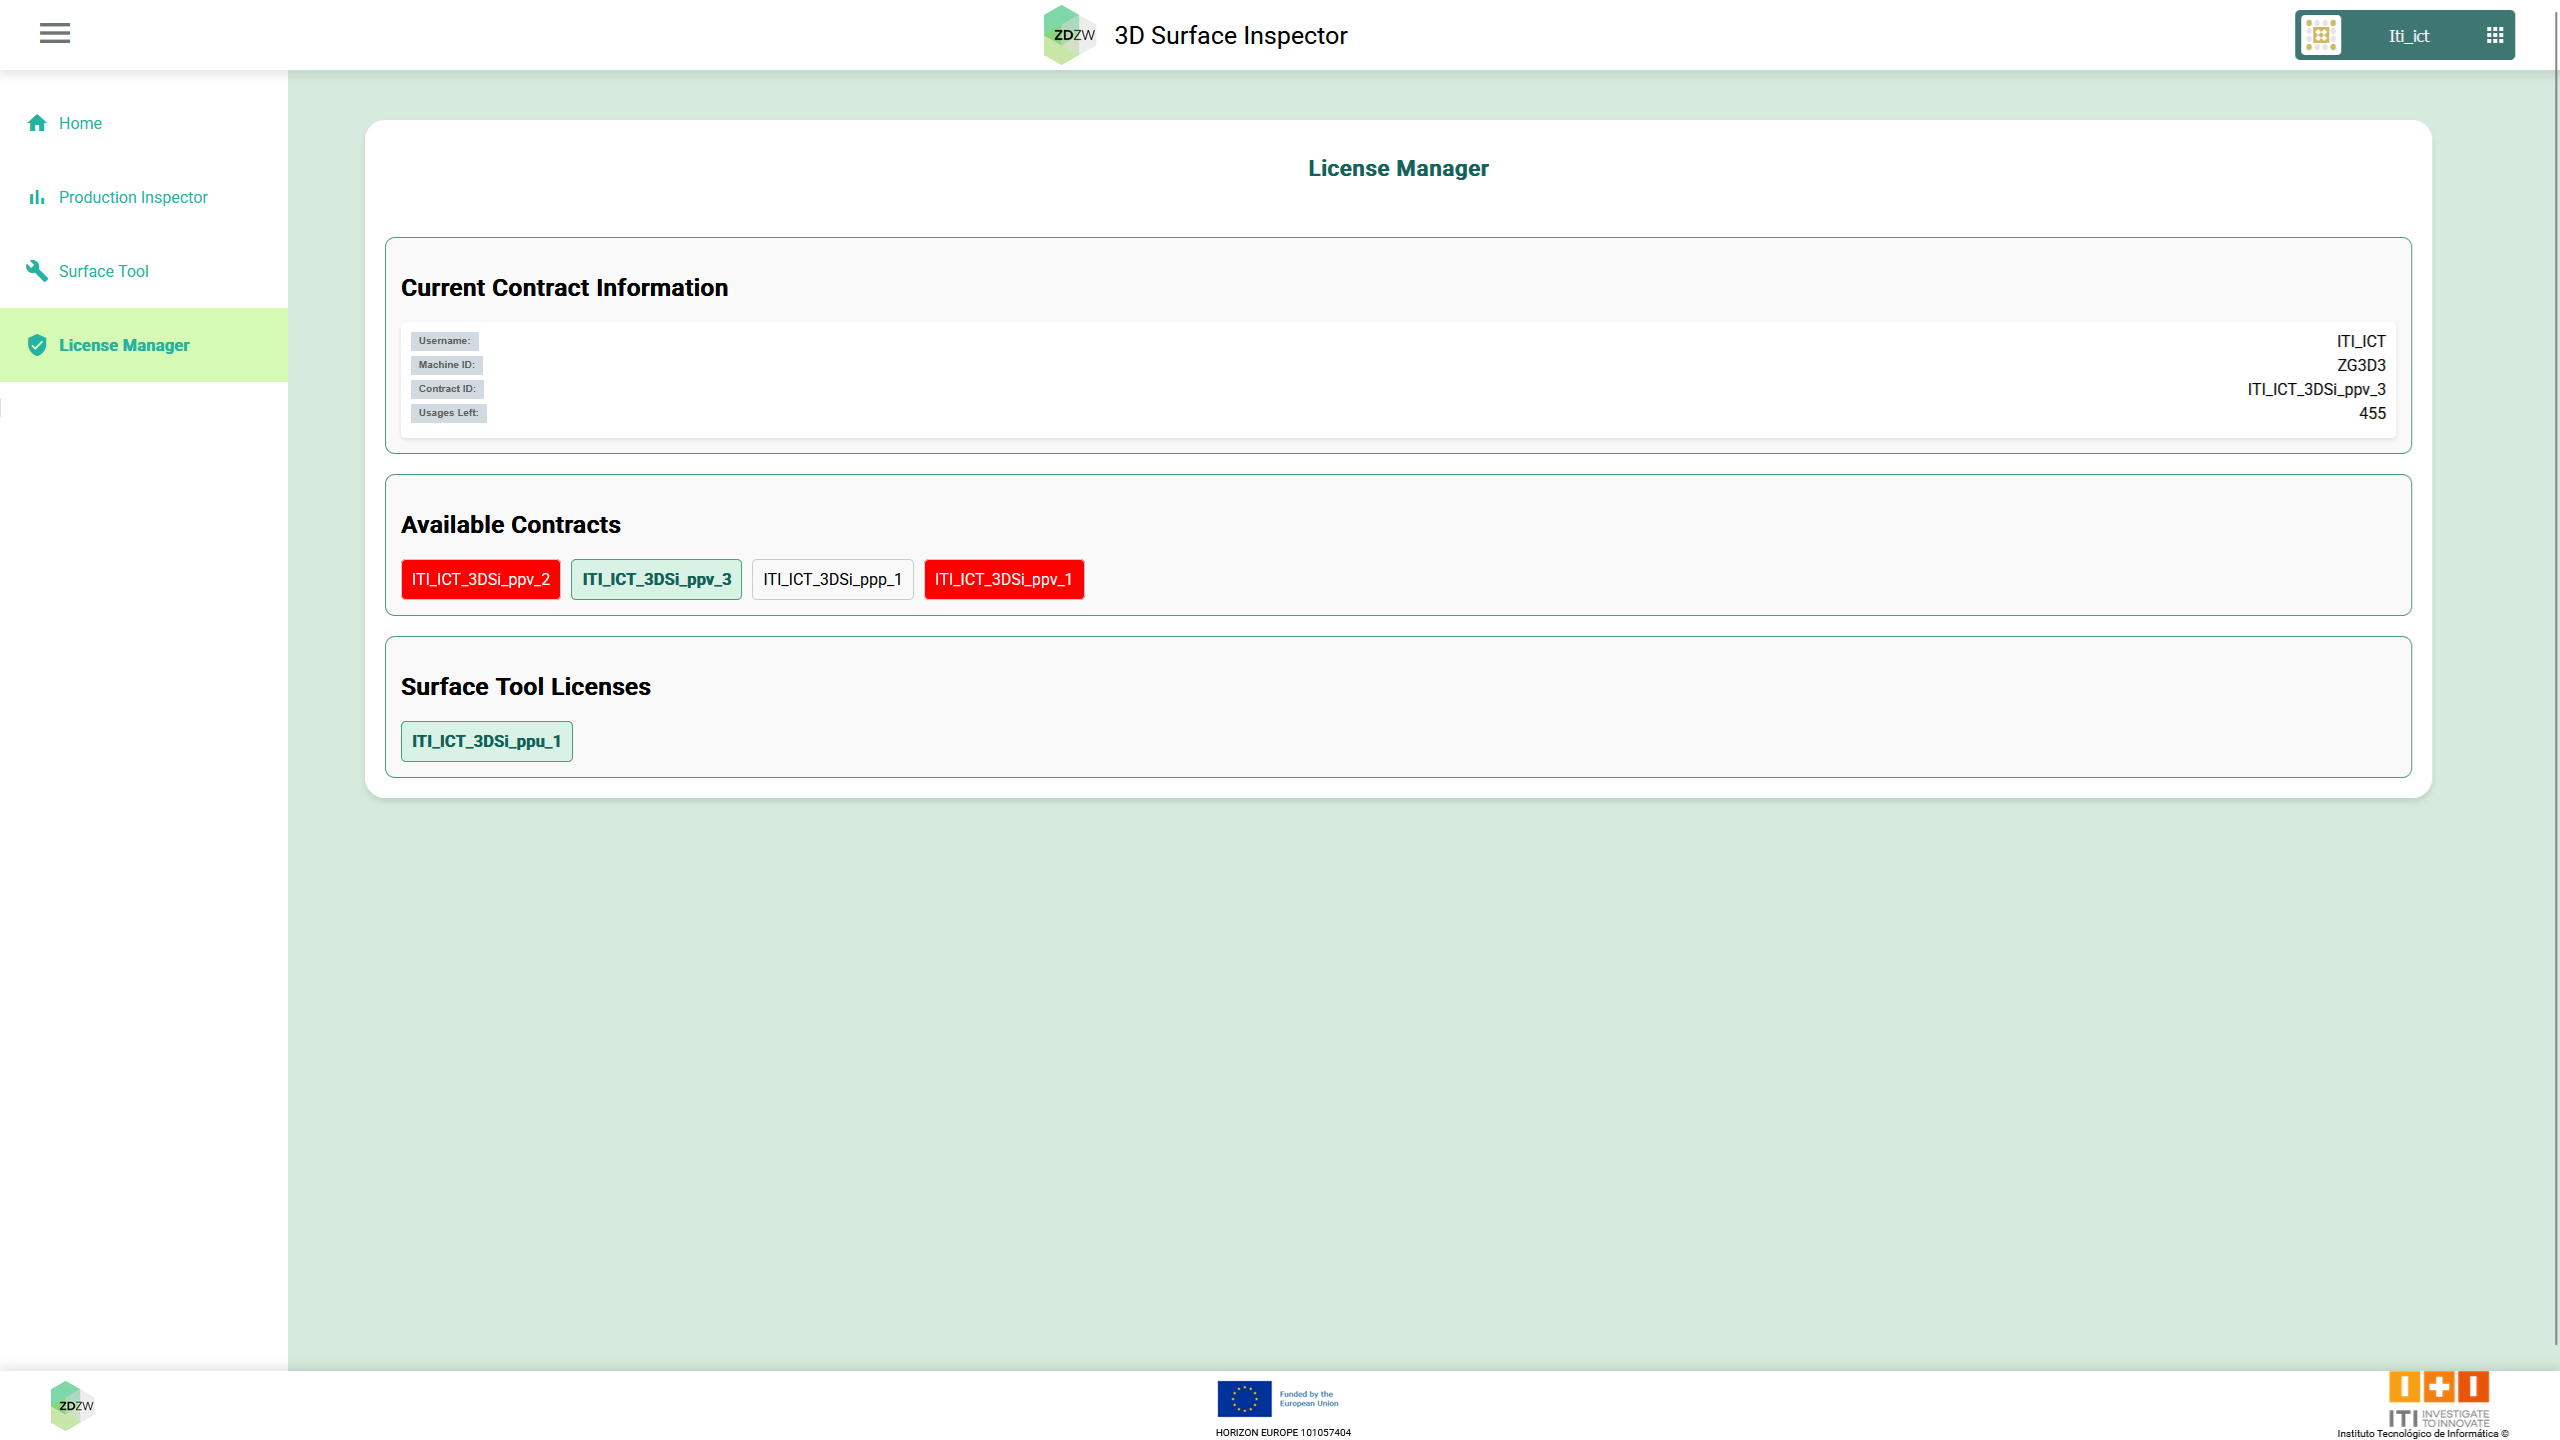 ZDZW
3D Surface Inspector
Iti_ict
Home
Production Inspector
Surface Tool
License Manager
License Manager
Current Contract Information
Username: ITI_ICT
Machine ID: ZG3D3
Contract ID: ITI_ICT_3DSi_ppv_3
Usages Left: 455
Available Contracts
ITI_ICT_3DSi_ppv_2 ITI_ICT_3DSi_ppv_3 ITI_ICT_3DSi_ppp_1 ITI_ICT_3DSi_ppv_1
Surface Tool Licenses
ITI_ICT_3DSi_ppu_1
ZDZW
Funded by the
European Union
HORIZON EUROPE 101057404
ITI INVESTIGATE
TO INNOVATE
Instituto Tecnológico de Informática ©